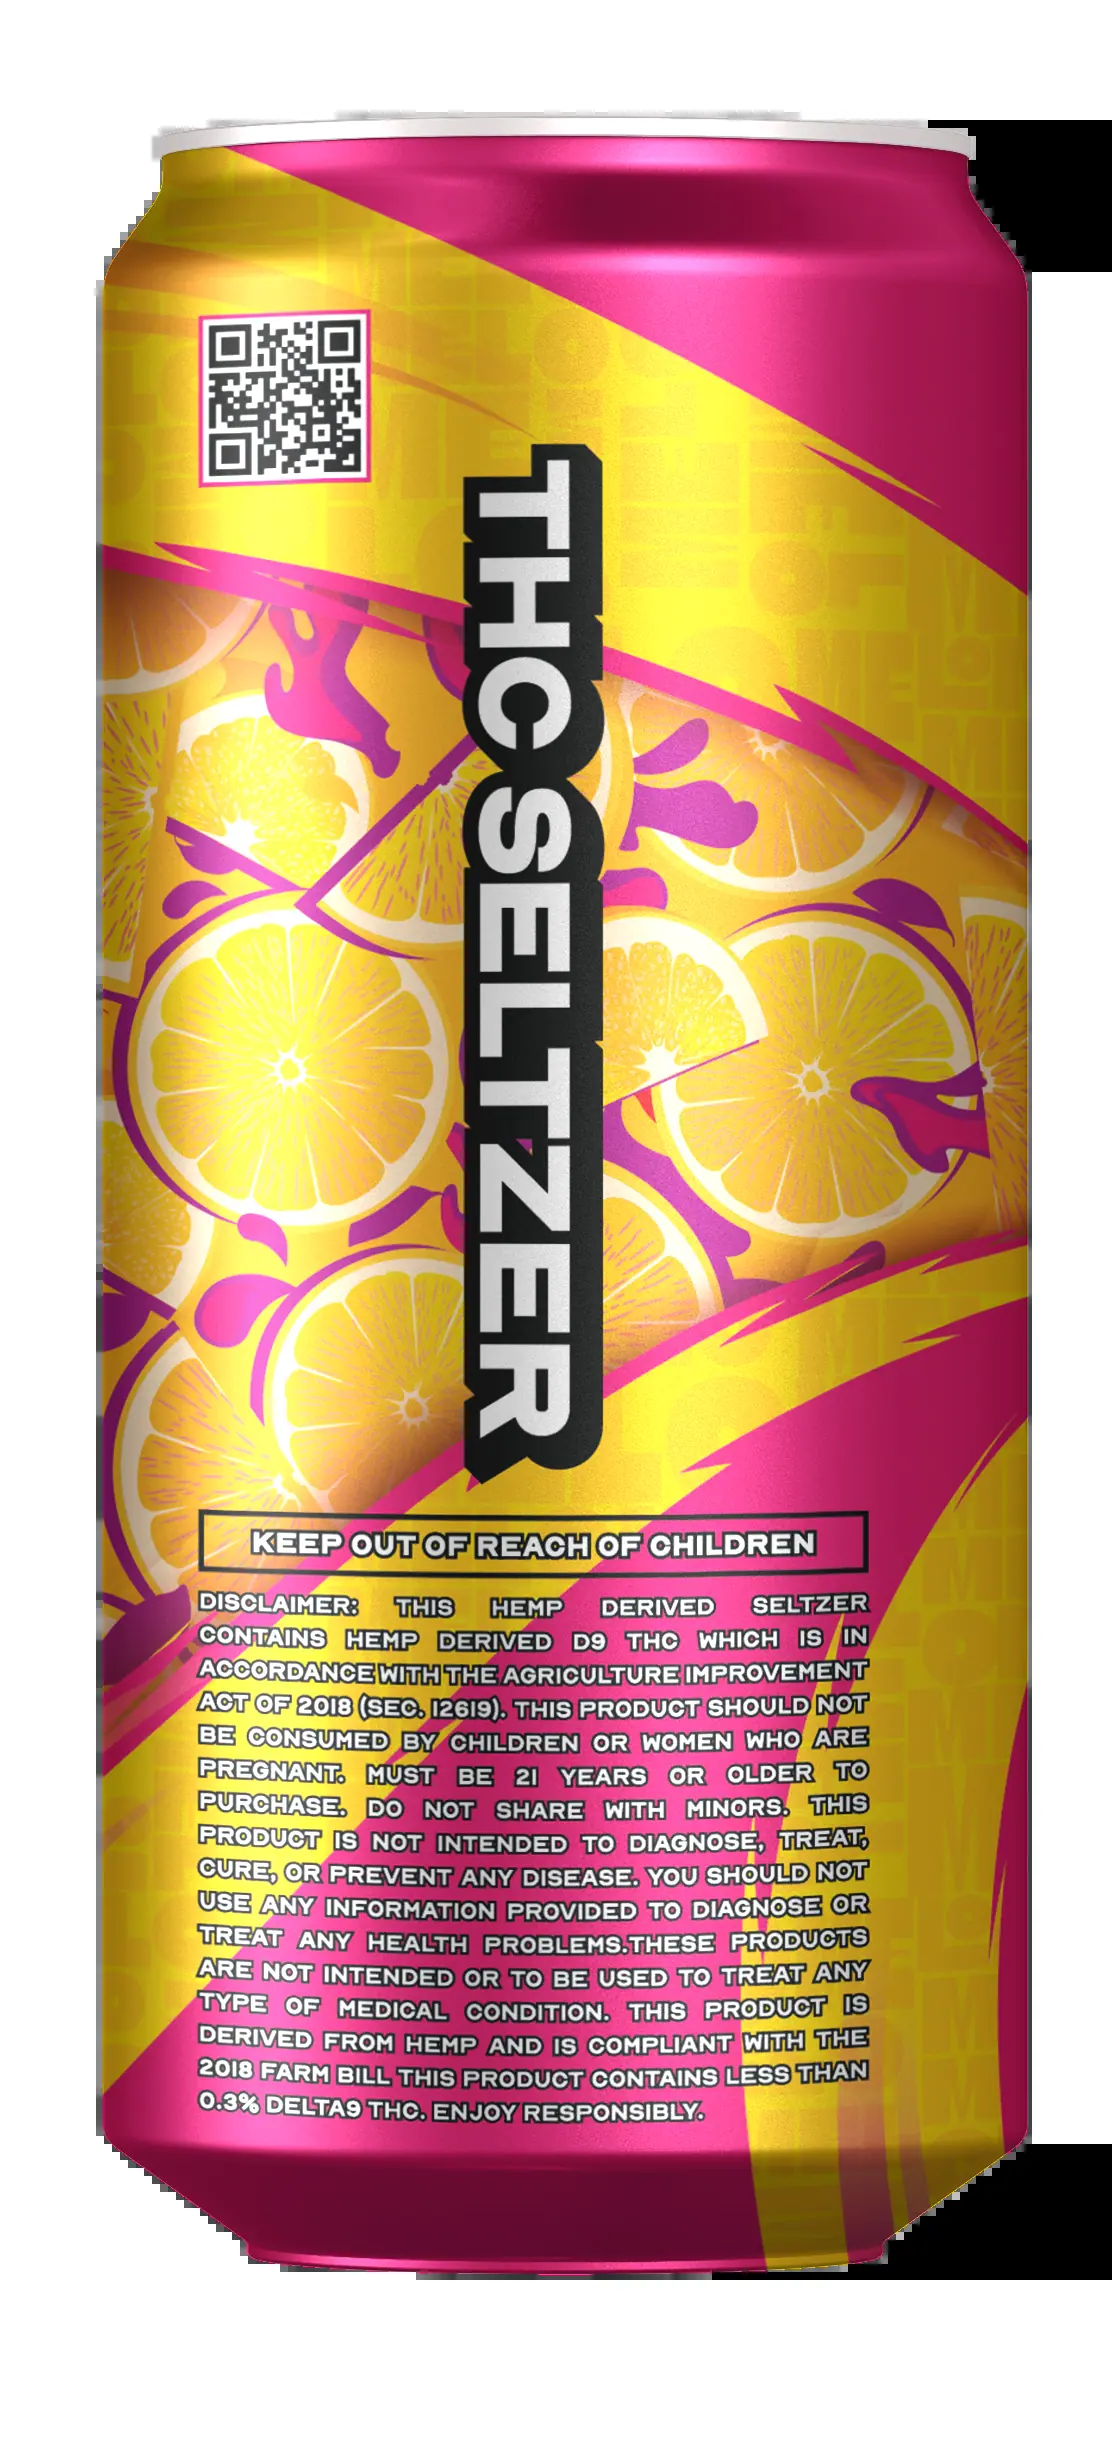 THC SELTZER
KEEP OUT OF REACH OF CHILDREN
DISCLAIMER: THIS HEMP DERIVED SELTZER
CONTAINS HEMP DERIVED D9 THC WHICH IS IN
ACCORDANCE WITH THE AGRICULTURE IMPROVEMENT
ACT OF 2018 (SEC. 12619). THIS PRODUCT SHOULD NOT
BE CONSUMED BY CHILDREN OR WOMEN WHO ARE
PREGNANT. MUST BE 21 YEARS OR OLDER TO
PURCHASE. DO NOT SHARE WITH MINORS. THIS
PRODUCT IS NOT INTENDED TO DIAGNOSE, TREAT,
CURE, OR PREVENT ANY DISEASE. YOU SHOULD NOT
USE ANY INFORMATION PROVIDED TO DIAGNOSE OR
TREAT ANY HEALTH PROBLEMS.THESE PRODUCTS
ARE NOT INTENDED OR TO BE USED TO TREAT ANY
TYPE OF MEDICAL CONDITION. THIS PRODUCT IS
DERIVED FROM HEMP AND IS COMPLIANT WITH THE
2018 FARM BILL THIS PRODUCT CONTAINS LESS THAN
0.3% DELTA9 THC. ENJOY RESPONSIBLY.